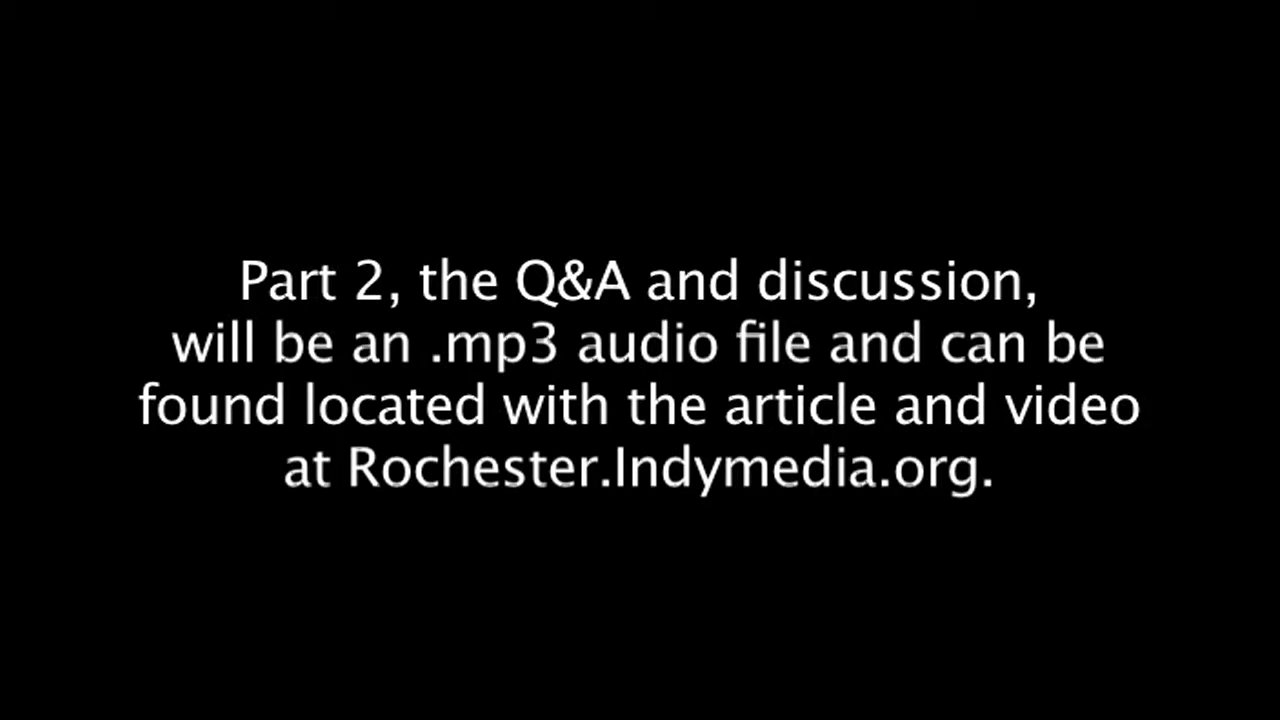 Part 2, the Q&A and discussion,
will be an .mp3 audio file and can be
found located with the article and video
at Rochester.Indymedia.org.